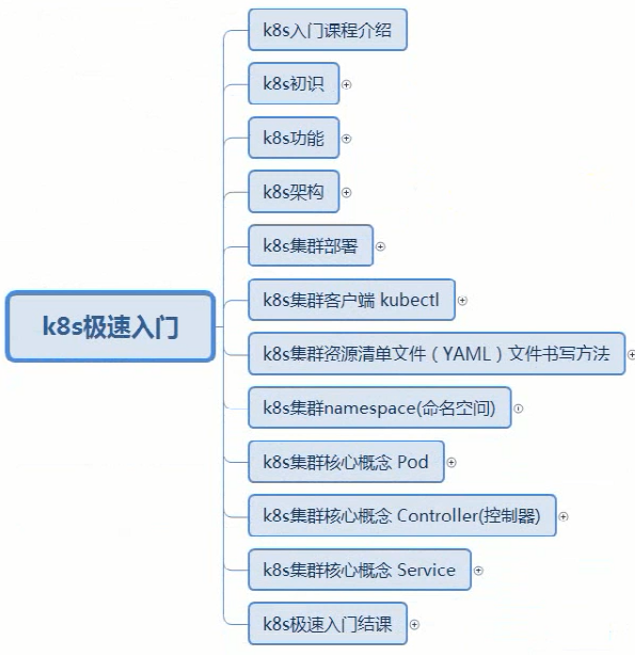 k8s入门课程介绍
k8s初识
k8s功能
k8s架构
k8s集群部署
k8s极速入门
k8s集群客户端 kubectl
k8s集群资源清单文件（YAML）文件书写方法
k8s集群namespace(命名空间)
k8s集群核心概念 Pod
k8s集群核心概念 Controller(控制器)
k8s集群核心概念 Service
k8s极速入门结课